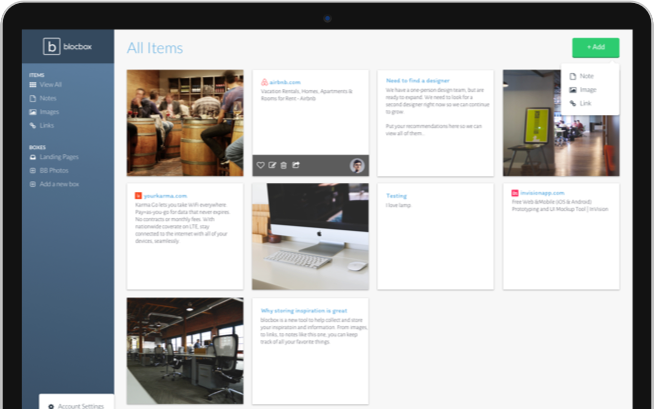 b blocbox
All Items
+ Add
Note
Image
Link
ITEMS
View All
Notes
Images
Links
BOXES
Landing Pages
BB Photos
Add a new box
airbnb.com
Vacation Rentals, Homes, Apartments &
Rooms for Rent - Airbnb
Need to find a designer
We have a one-person design team, but are
ready to expand. We need to look for a
second designer right now so we can continue
to grow.
Put your recommendations here so we can
view all of them.
yourkarma.com
Karma Co lets you take WiFi everywhere.
Pay-as-you-go for data that never expires.
No contracts or monthly fees. With
nationwide coverage on LTE, stay
connected to the internet with all of your
devices, seamlessly.
Testing
I love lamp
invisionapp.com
Free Web & Mobile (iOS & Android)
Prototyping and UI Mockup Tool | InVision
Why storing inspiration is great
blocbox is a new tool to help collect and store
your inspiration and information. From images,
to links, to notes like this one, you can keep
track of all your favorite things.
Account Settings